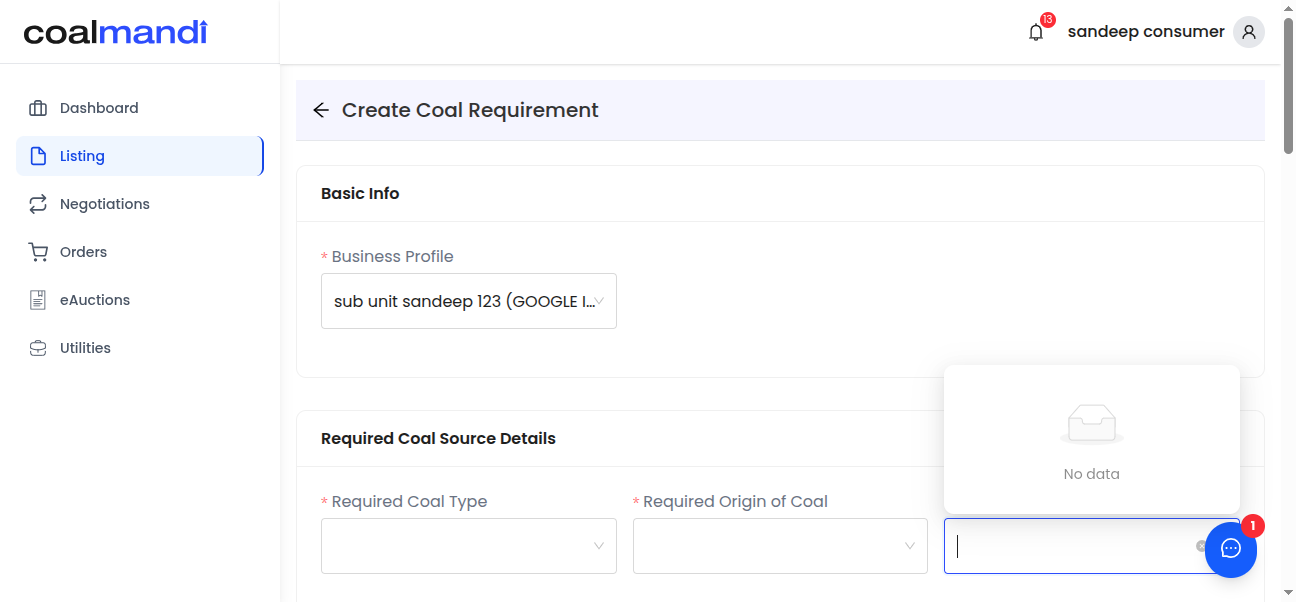 coalmandi
13
sandeep consumer
Dashboard
Listing
Negotiations
Orders
eAuctions
Utilities
Create Coal Requirement
Basic Info
* Business Profile
sub unit sandeep 123 (GOOGLE I...
Required Coal Source Details
No data
* Required Coal Type
* Required Origin of Coal
1